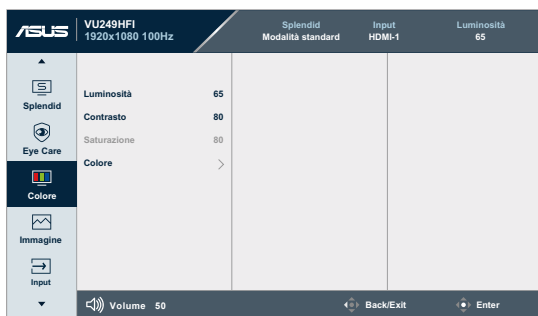 ASUS
VU249HFI
1920x1080 100Hz
Splendid
Modalità standard
Input
HDMI-1
Luminosità
65
Splendid
Eye Care
Colore
Immagine
Input
Luminosità 65
Contrasto 80
Saturazione 80
Colore
Volume 50
Back/Exit
Enter